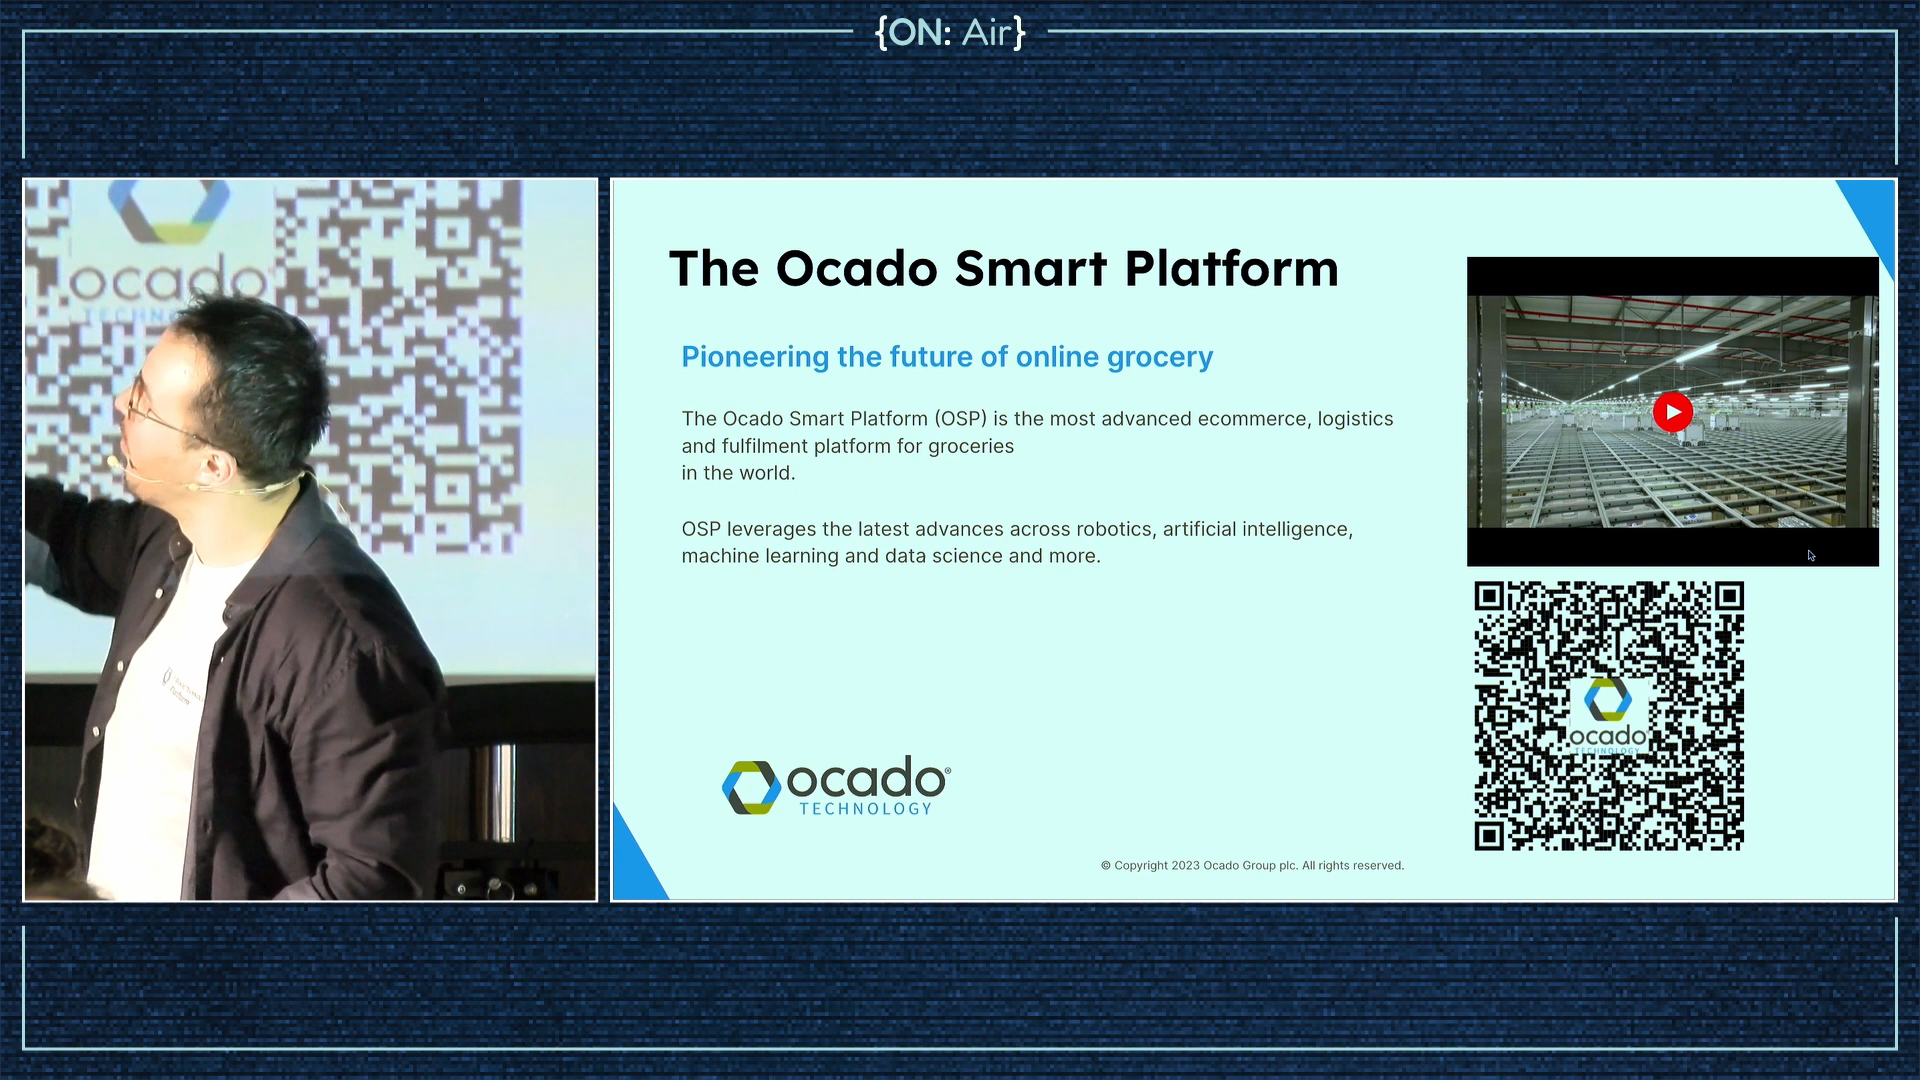 {ON: Air}
ocado
The Ocado Smart Platform
Pioneering the future of online grocery
The Ocado Smart Platform (OSP) is the most advanced ecommerce, logistics
and fulfilment platform for groceries
in the world.
OSP leverages the latest advances across robotics, artificial intelligence,
machine learning and data science and more.
ocado®
TECHNOLOGY
ocado
TECHNOLOGY
© Copyright 2023 Ocado Group plc. All rights reserved.